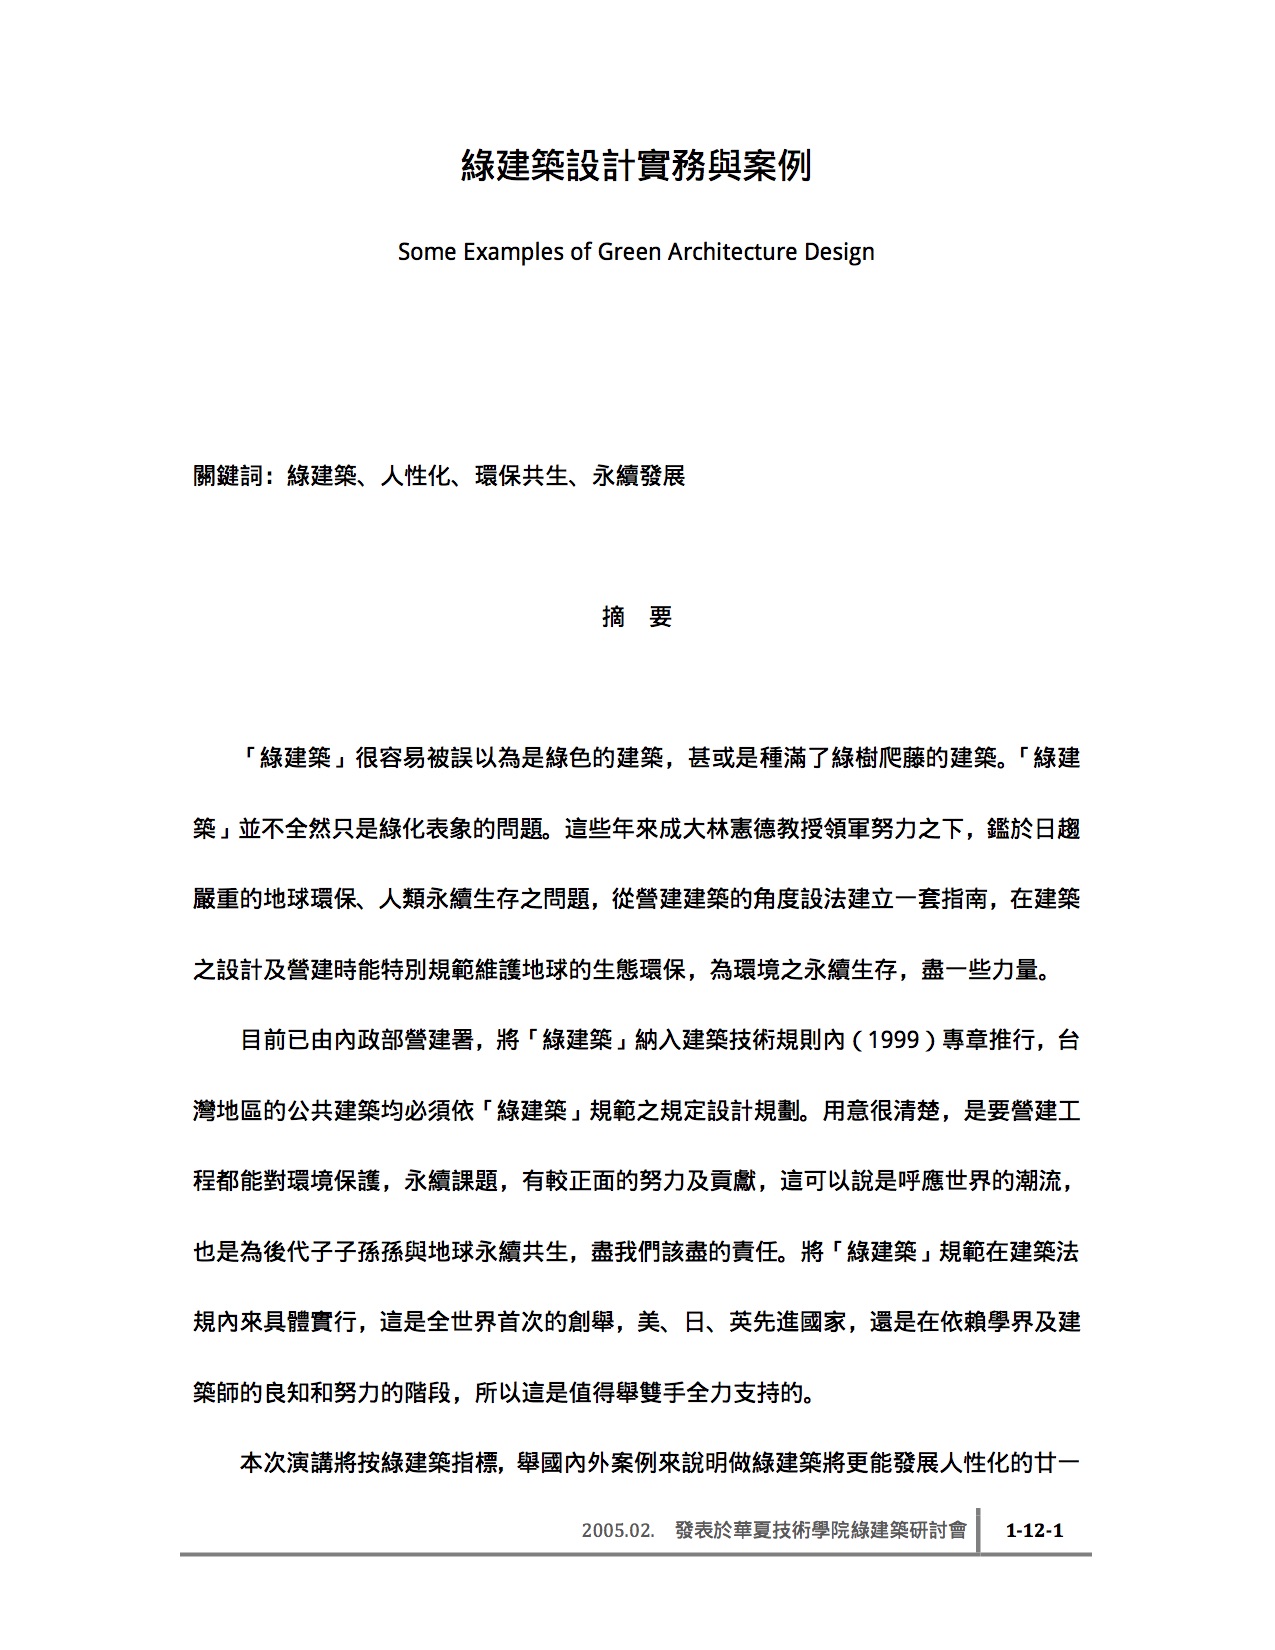 綠建築設計實務與案例
Some Examples of Green Architecture Design
關鍵詞：綠建築、人性化、環保共生、永續發展
摘　要
「綠建築」很容易被誤以為是綠色的建築，甚或是種滿了綠樹爬藤的建築。「綠建
築」並不全然只是綠化表象的問題。這些年來成大林憲德教授領軍努力之下，鑑於日趨
嚴重的地球環保、人類永續生存之問題，從營建建築的角度設法建立一套指南，在建築
之設計及營建時能特別規範維護地球的生態環保，為環境之永續生存，盡一些力量。
目前已由內政部營建署，將「綠建築」納入建築技術規則內（1999）專章推行，台
灣地區的公共建築均必須依「綠建築」規範之規定設計規劃。用意很清楚，是要營建工
程都能對環境保護，永續課題，有較正面的努力及貢獻，這可以說是呼應世界的潮流，
也是為後代子子孫孫與地球永續共生，盡我們該盡的責任。將「綠建築」規範在建築法
規內來具體實行，這是全世界首次的創舉，美、日、英先進國家，還是在依賴學界及建
築師的良知和努力的階段，所以這是值得舉雙手全力支持的。
本次演講將按綠建築指標，舉國內外案例來說明做綠建築將更能發展人性化的廿一
2005.02.　發表於華夏技術學院綠建築研討會　1-12-1